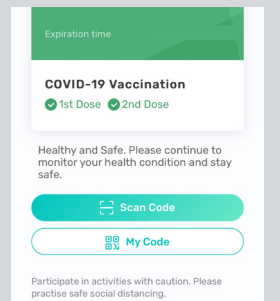 Expiration time
COVID-19 Vaccination
1st Dose 2nd Dose
Healthy and Safe. Please continue to
monitor your health condition and stay
safe.
Scan Code
My Code
Participate in activities with caution. Please
practise safe social distancing.